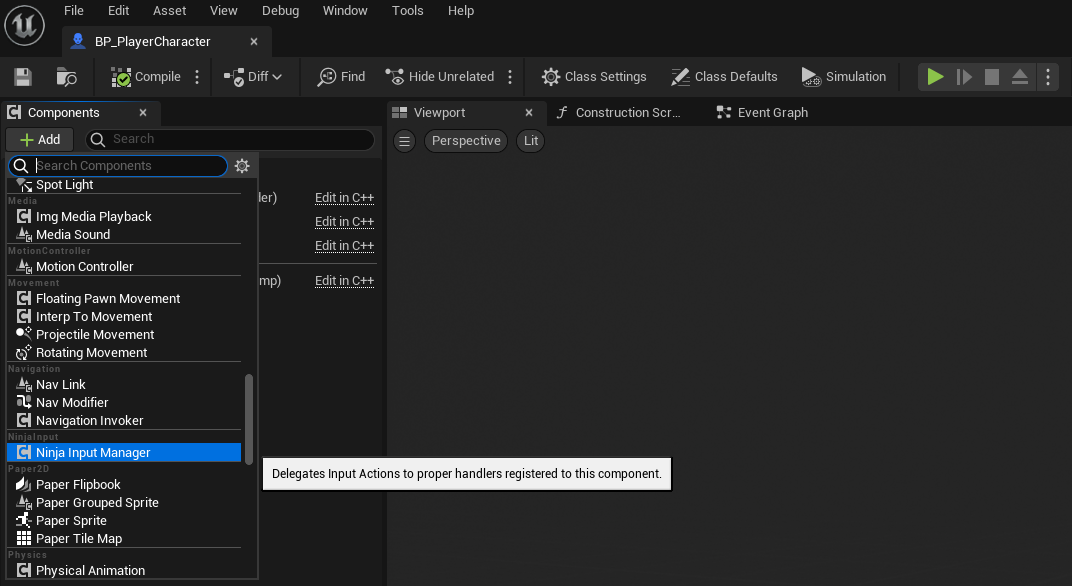 File Edit Asset View Debug Window Tools Help
BP_PlayerCharacter
Compile Diff Find Hide Unrelated Class Settings Class Defaults Simulation
Components Viewport Construction Scr... Event Graph
Add Search Perspective Lit
Search Components
Spot Light
ler) Edit in C++
Media
Img Media Playback
Edit in C++
Media Sound
Edit in C++
MotionController
Motion Controller
Movement
mp) Edit in C++
Floating Pawn Movement
Interp To Movement
Projectile Movement
Rotating Movement
Navigation
Nav Link
Nav Modifier
Navigation Invoker
NinjaInput
Ninja Input Manager
Delegates Input Actions to proper handlers registered to this component.
Paper2D
Paper Flipbook
Paper Grouped Sprite
Paper Sprite
Paper Tile Map
Physics
Physical Animation